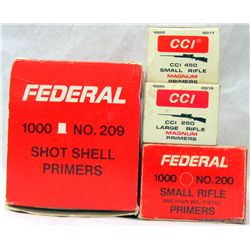 FEDERAL
1000 NO. 209
SHOT SHELL
PRIMERS
1000 0017
CCI
CCI 450
SMALL RIFLE
MAGNUM
PRIMERS
1000
CCI
CCI 250
LARGE RIFLE
MAGNUM
PRIMERS
FEDERAL
1000 NO. 200
SMALL RIFLE
AND HIGH VEL. PISTOL
PRIMERS